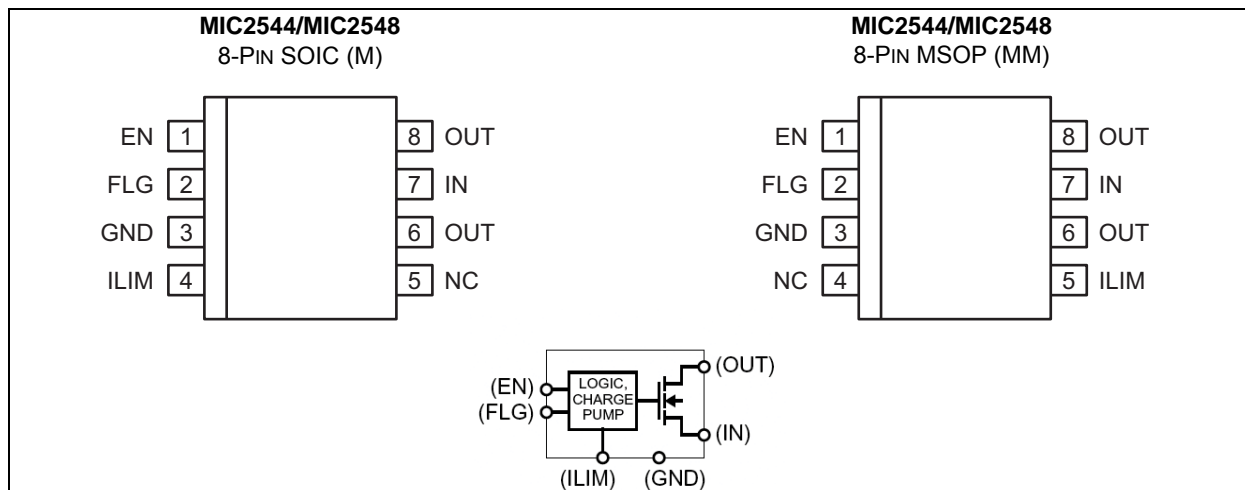 MIC2544/MIC2548
8-PIN SOIC (M)
EN 1 8 OUT
FLG 2 7 IN
GND 3 6 OUT
ILIM 4 5 NC
MIC2544/MIC2548
8-PIN MSOP (MM)
EN 1 8 OUT
FLG 2 7 IN
GND 3 6 OUT
NC 4 5 ILIM
(EN)
(FLG)
LOGIC,
CHARGE
PUMP
(OUT)
(IN)
(ILIM) (GND)